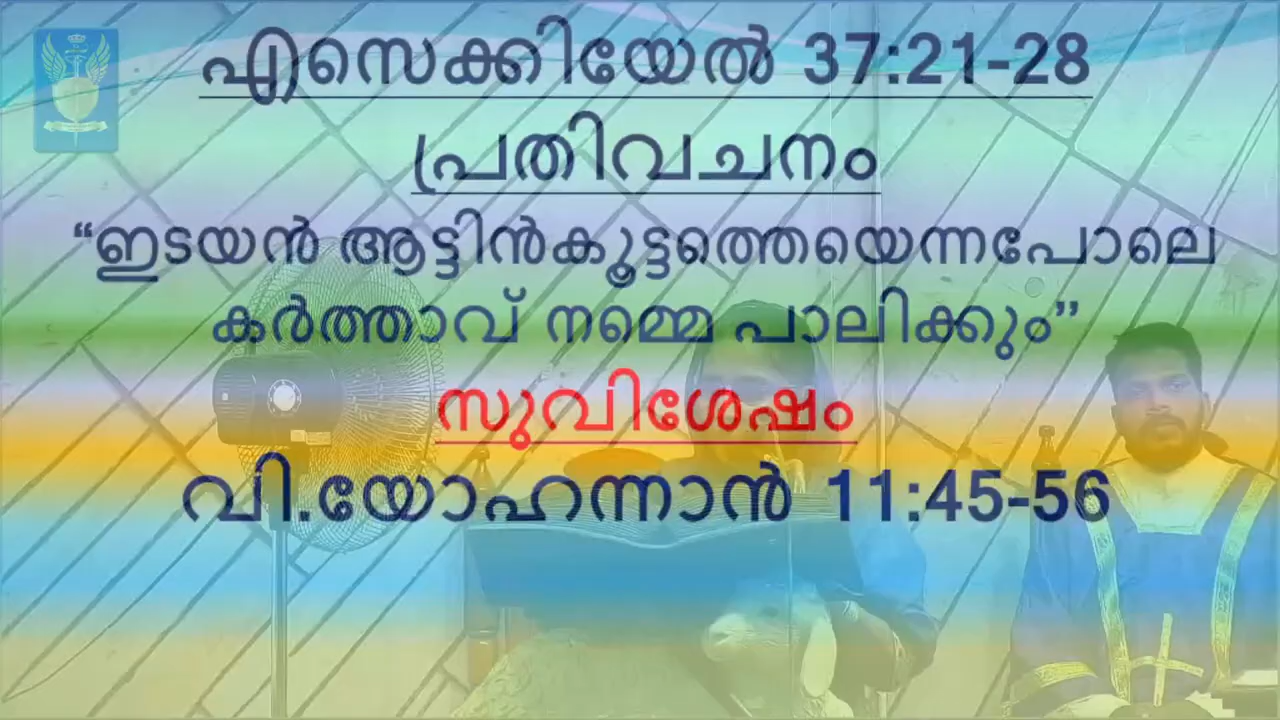 എസെക്കിയേൽ 37:21-28
പ്രതിവചനം
“ഇടയൻ ആട്ടിൻകൂട്ടത്തെയെന്നപോലെ
കർത്താവ് നമ്മെ പാലിക്കും”
സുവിശേഷം
വി.യോഹന്നാൻ 11:45-56